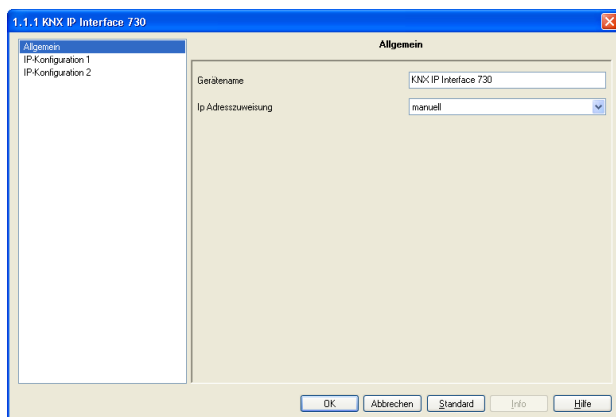 1.1.1 KNX IP Interface 730
Allgemein
IP-Konfiguration 1
IP-Konfiguration 2
Allgemein
Gerätename
KNX IP Interface 730
Ip Adresszuweisung
manuell
OK
Abbrechen
Standard
Info
Hilfe